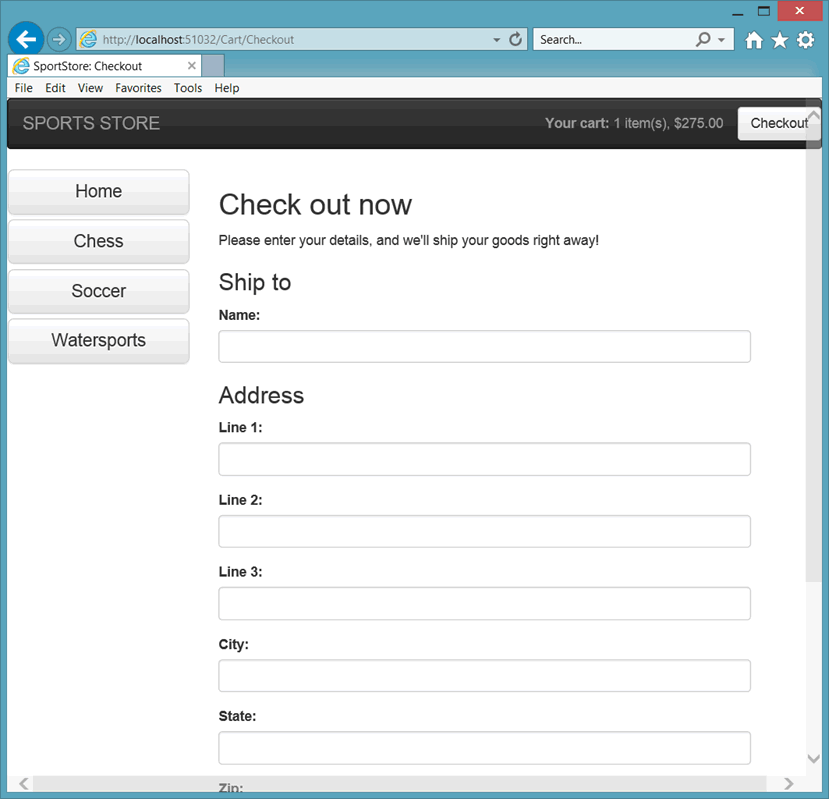 http://localhost:51032/Cart/Checkout
Search...
SportStore: Checkout
File Edit View Favorites Tools Help
SPORTS STORE
Your cart: 1 item(s), $275.00
Checkout
Home
Chess
Soccer
Watersports
Check out now
Please enter your details, and we'll ship your goods right away!
Ship to
Name:
Address
Line 1:
Line 2:
Line 3:
City:
State:
Zip: